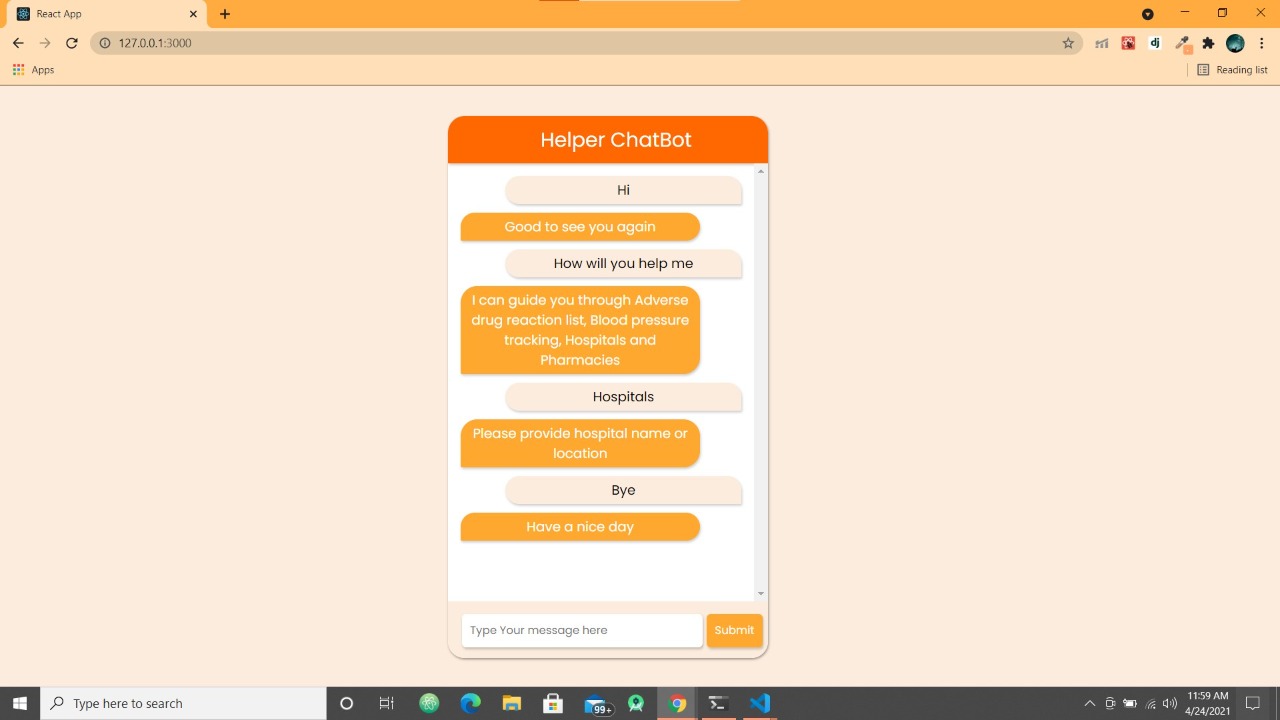 React App
127.0.0.1:3000
dj
Apps
Reading list
Helper ChatBot
Hi
Good to see you again
How will you help me
I can guide you through Adverse
drug reaction list, Blood pressure
tracking, Hospitals and
Pharmacies
Hospitals
Please provide hospital name or
location
Bye
Have a nice day
Type Your message here
Submit
Type here to search
99+
11:59 AM
4/24/2021